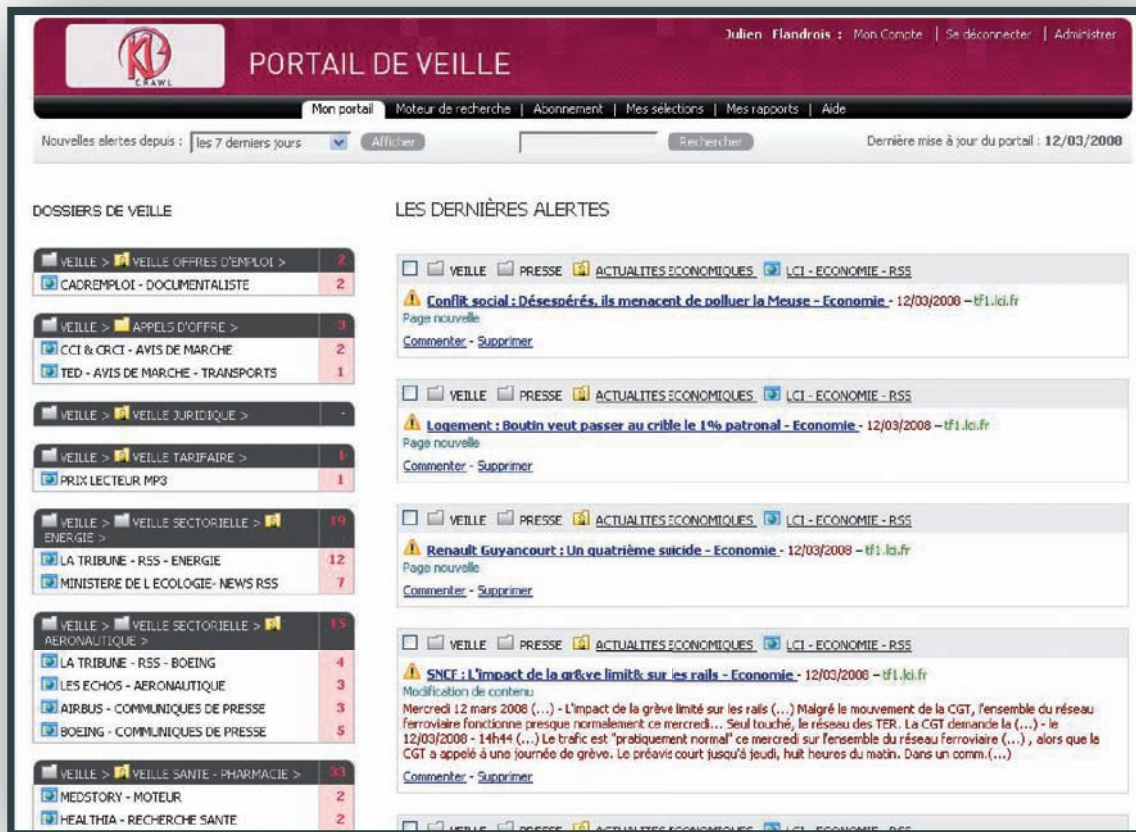 KB CRAWL
PORTAIL DE VEILLE
Julien Flandrois : Mon Compte | Se déconnecter | Administrer
Mon portail Moteur de recherche | Abonnement | Mes sélections | Mes rapports | Aide
Nouvelles alertes depuis : les 7 derniers jours Afficher Rechercher Dernière mise à jour du portail : 12/03/2008
DOSSIERS DE VEILLE
VEILLE > VEILLE OFFRES D'EMPLOI > 2
CADREMPLOI - DOCUMENTALISTE 2
VEILLE > APPELS D'OFFRE > 3
CCI & CRCI - AVIS DE MARCHE 2
TED - AVIS DE MARCHE - TRANSPORTS 1
VEILLE > VEILLE JURIDIQUE > -
VEILLE > VEILLE TARIFAIRE > 1
PRIX LECTEUR MP3 1
VEILLE > VEILLE SECTORIELLE > 19
ENERGIE >
LA TRIBUNE - RSS - ENERGIE 12
MINISTERE DE L ECOLOGIE- NEWS RSS 7
VEILLE > VEILLE SECTORIELLE > 15
AERONAUTIQUE >
LA TRIBUNE - RSS - BOEING 4
LES ECHOS - AERONAUTIQUE 3
AIRBUS - COMMUNIQUES DE PRESSE 3
BOEING - COMMUNIQUES DE PRESSE 5
VEILLE > VEILLE SANTE - PHARMACIE > 33
MEDSTORY - MOTEUR 2
HEALTHIA - RECHERCHE SANTE 2
LES DERNIÈRES ALERTES
VEILLE PRESSE ACTUALITES ECONOMIQUES LCI - ECONOMIE - RSS
Conflit social : Désespérés, ils menacent de polluer la Meuse - Economie - 12/03/2008 – tf1.lci.fr
Page nouvelle
Commenter - Supprimer
VEILLE PRESSE ACTUALITES ECONOMIQUES LCI - ECONOMIE - RSS
Logement : Boutin veut passer au crible le 1% patronal - Economie - 12/03/2008 – tf1.lci.fr
Page nouvelle
Commenter - Supprimer
VEILLE PRESSE ACTUALITES ECONOMIQUES LCI - ECONOMIE - RSS
Renault Guyancourt : Un quatrième suicide - Economie - 12/03/2008 – tf1.lci.fr
Page nouvelle
Commenter - Supprimer
VEILLE PRESSE ACTUALITES ECONOMIQUES LCI - ECONOMIE - RSS
SNCF : L'impact de la gr&ve limit& sur les rails - Economie - 12/03/2008 – tf1.lci.fr
Modification de contenu
Mercredi 12 mars 2008 (...) - L'impact de la grève limité sur les rails (...) Malgré le mouvement de la CGT, l'ensemble du réseau
ferroviaire fonctionne presque normalement ce mercredi... Seul touché, le réseau des TER. La CGT demande la (...) - le
12/03/2008 - 14h44 (...) Le trafic est "pratiquement normal" ce mercredi sur l'ensemble du réseau ferroviaire (...) , alors que la
CGT a appelé à une journée de grève. Le préavis court jusqu'à jeudi, huit heures du matin. Dans un comm.(...)
Commenter - Supprimer
VEILLE PRESSE ACTUALITES ECONOMIQUES LCI - ECONOMIE - RSS